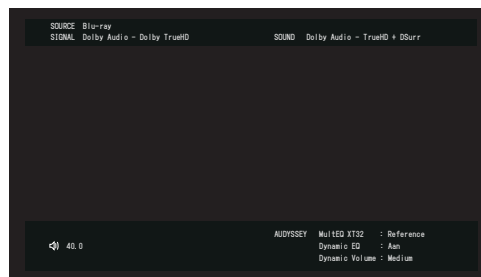 SOURCE Blu-ray
SIGNAL Dolby Audio - Dolby TrueHD SOUND Dolby Audio - TrueHD + DSurr
AUDYSSEY MultEQ XT32 : Reference
40.0 Dynamic EQ : Aan
Dynamic Volume : Medium